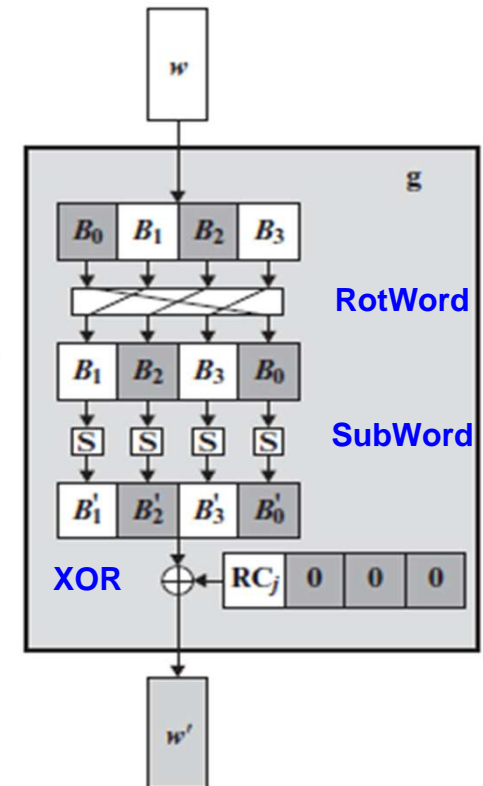 w
g
B₀ B₁ B₂ B₃
RotWord
B₁ B₂ B₃ B₀
S S S S
SubWord
B'₁ B'₂ B'₃ B'₀
XOR RCⱼ 0 0 0
w'